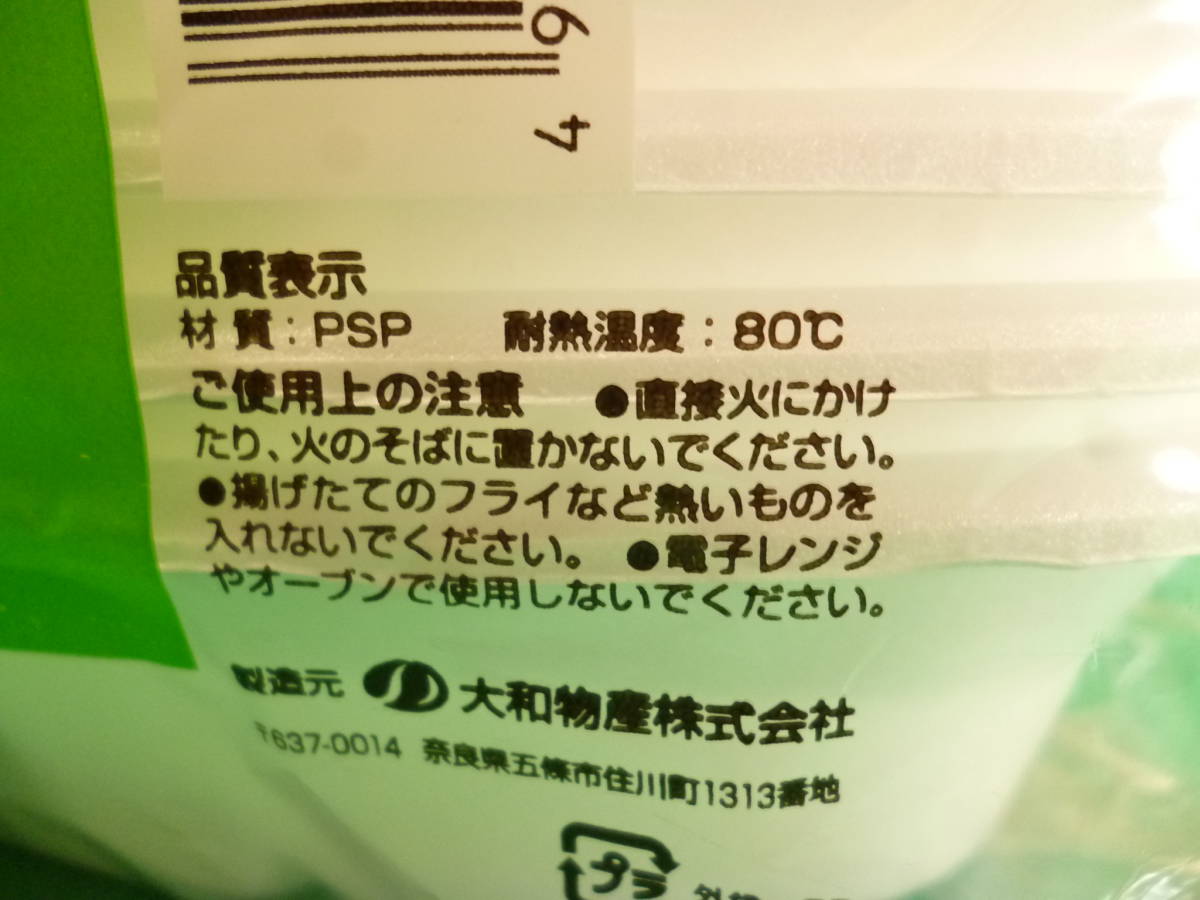 6
4
品質表示
材 質:PSP 耐熱温度:80℃
ご使用上の注意 ●直接火にかけ
たり、火のそばに置かないでください。
●揚げたてのフライなど熱いものを
入れないでください。 ●電子レンジ
やオーブンで使用しないでください。
製造元 大和物産株式会社
〒637-0014 奈良県五條市住川町1313番地
プラ